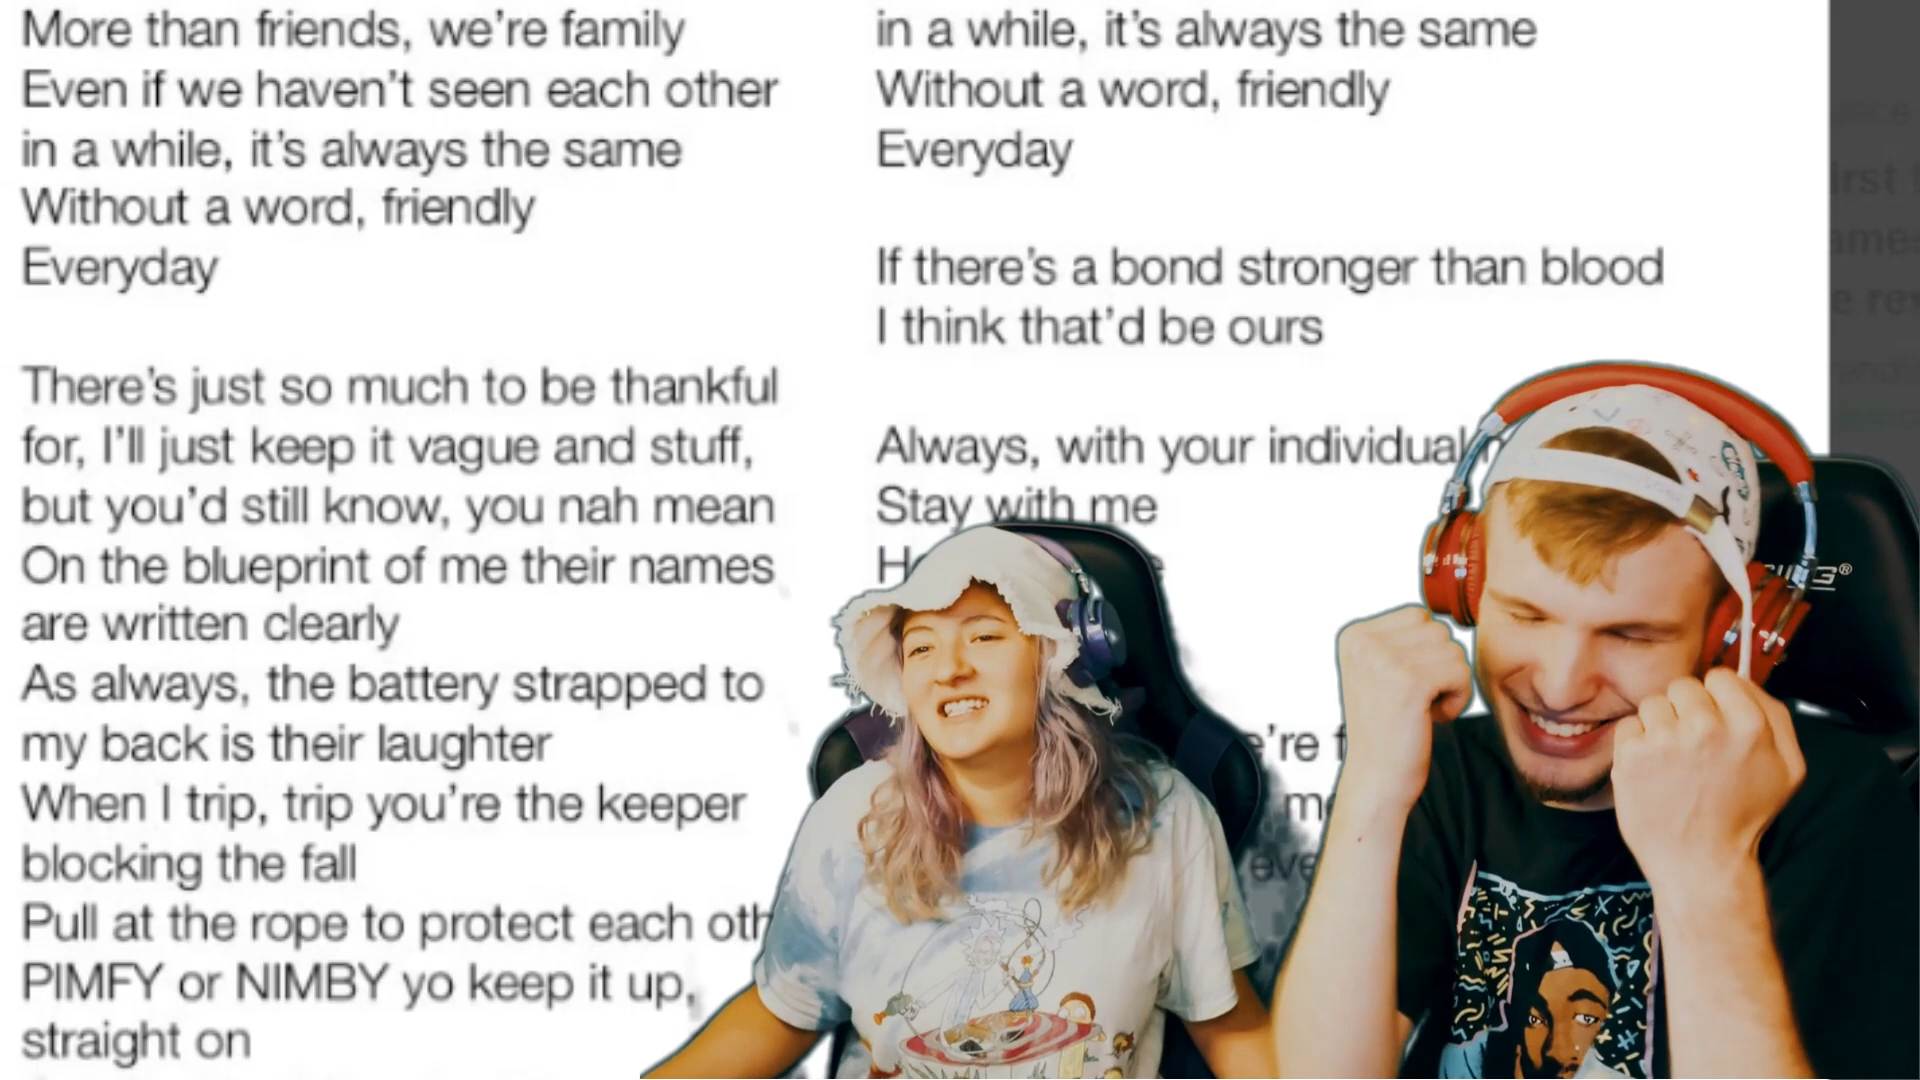 More than friends, we’re family
Even if we haven’t seen each other
in a while, it’s always the same
Without a word, friendly
Everyday
There’s just so much to be thankful
for, I’ll just keep it vague and stuff,
but you’d still know, you nah mean
On the blueprint of me their names
are written clearly
As always, the battery strapped to
my back is their laughter
When I trip, trip you’re the keeper
blocking the fall
Pull at the rope to protect each oth
PIMFY or NIMBY yo keep it up,
straight on
in a while, it’s always the same
Without a word, friendly
Everyday
If there’s a bond stronger than blood
I think that’d be ours
Always, with your individual
Stay with me
e’re f